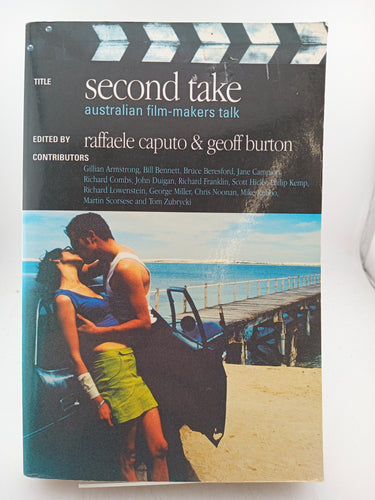 TITLE
second take
australian film-makers talk
EDITED BY
raffaele caputo & geoff burton
CONTRIBUTORS
Gillian Armstrong, Bill Bennett, Bruce Beresford, Jane Campion,
Richard Combs, John Duigan, Richard Franklin, Scott Hicks, Philip Kemp,
Richard Lowenstein, George Miller, Chris Noonan, Mike
Martin Scorsese and Tom Zubrycki